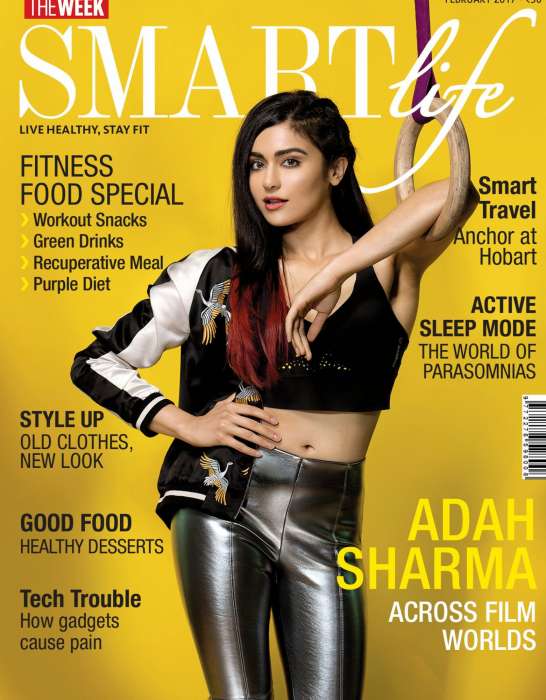 THE WEEK
FEBRUARY 2017 • ₹50
SMARTlife
LIVE HEALTHY, STAY FIT
FITNESS
FOOD SPECIAL
Workout Snacks
Green Drinks
Recuperative Meal
Purple Diet
Smart
Travel
Anchor at
Hobart
ACTIVE
SLEEP MODE
THE WORLD OF
PARASOMNIAS
STYLE UP
OLD CLOTHES,
NEW LOOK
GOOD FOOD
HEALTHY DESSERTS
Tech Trouble
How gadgets
cause pain
ADAH
SHARMA
ACROSS FILM
WORLDS